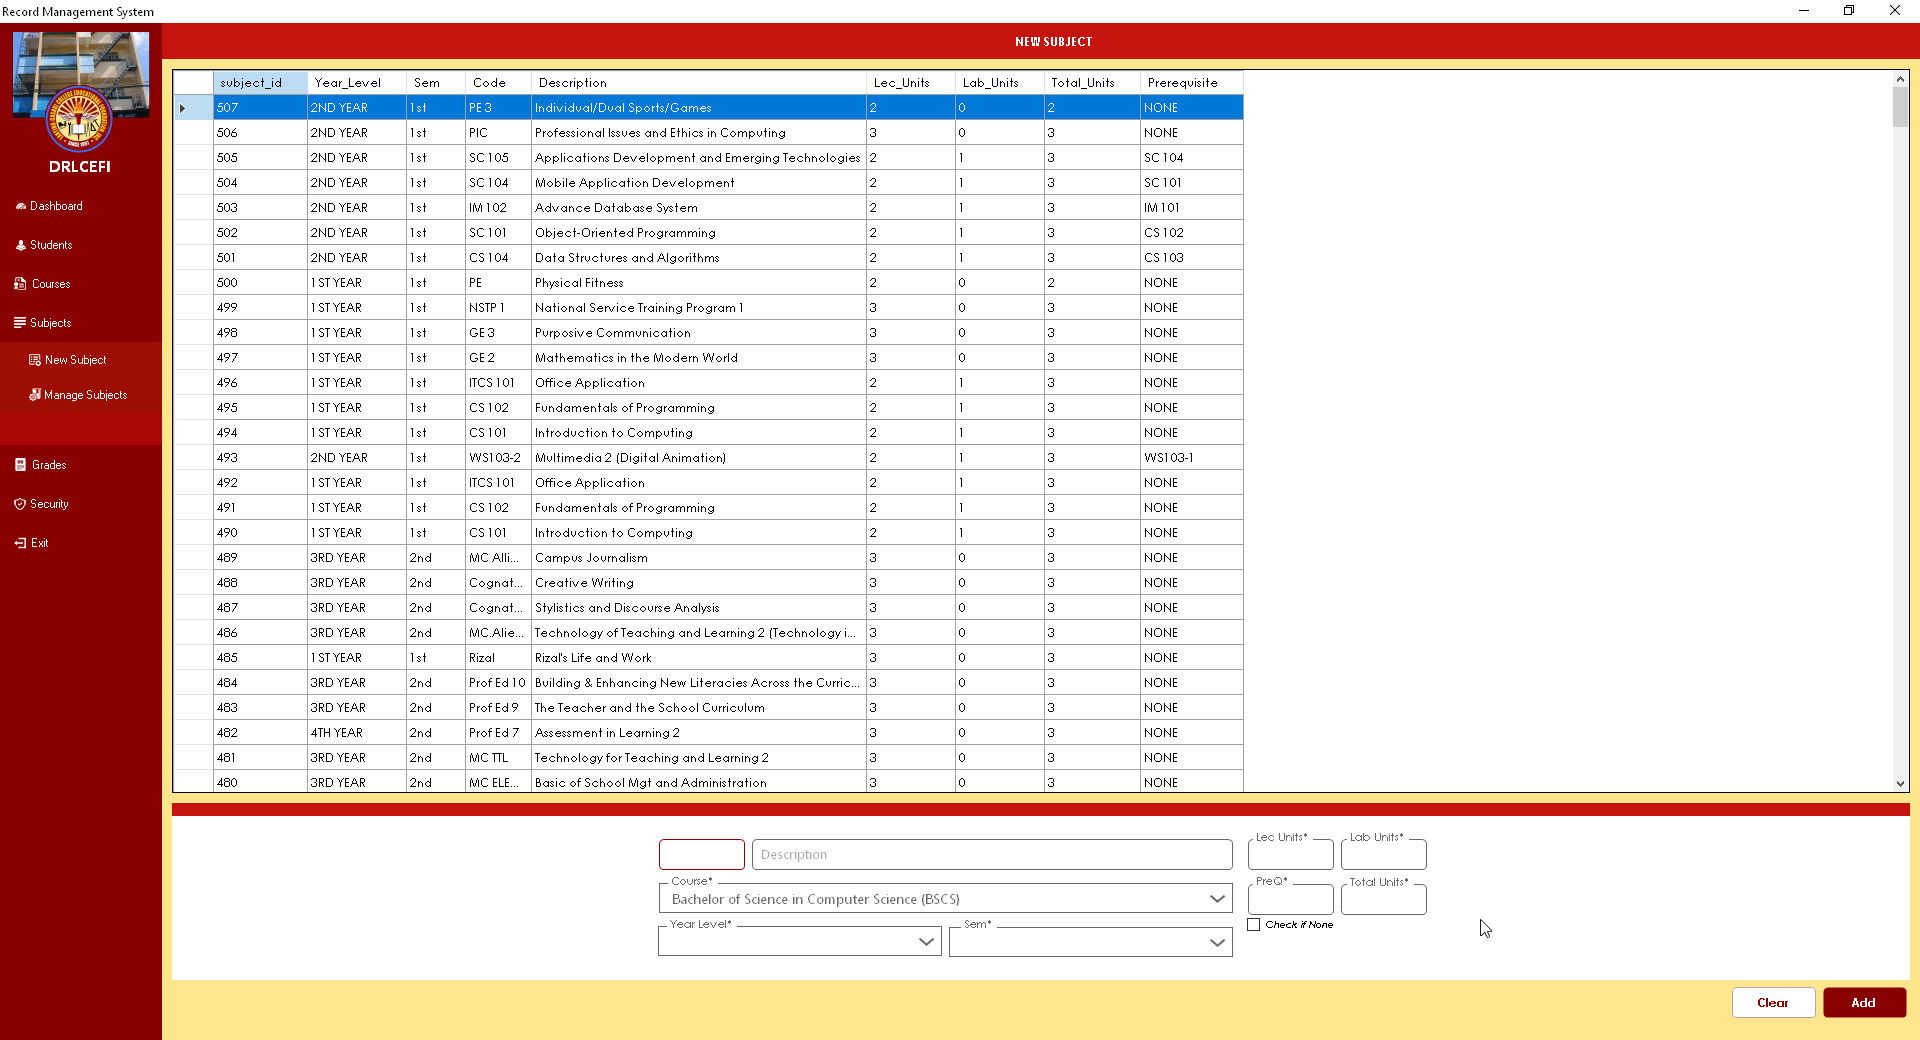 Record Management System
DRLCEFI
Dashboard
Students
Courses
Subjects
New Subject
Manage Subjects
Grades
Security
Exit
NEW SUBJECT
subject_id Year_Level Sem Code Description Lec_Units Lab_Units Total_Units Prerequisite
507 2ND YEAR 1st PE 3 Individual/Dual Sports/Games 2 0 2 NONE
506 2ND YEAR 1st PIC Professional Issues and Ethics in Computing 3 0 3 NONE
505 2ND YEAR 1st SC 105 Applications Development and Emerging Technologies 2 1 3 SC 104
504 2ND YEAR 1st SC 104 Mobile Application Development 2 1 3 SC 101
503 2ND YEAR 1st IM 102 Advance Database System 2 1 3 IM 101
502 2ND YEAR 1st SC 101 Object-Oriented Programming 2 1 3 CS 102
501 2ND YEAR 1st CS 104 Data Structures and Algorithms 2 1 3 CS 103
500 1ST YEAR 1st PE Physical Fitness 2 0 2 NONE
499 1ST YEAR 1st NSTP 1 National Service Training Program 1 3 0 3 NONE
498 1ST YEAR 1st GE 3 Purposive Communication 3 0 3 NONE
497 1ST YEAR 1st GE 2 Mathematics in the Modern World 3 0 3 NONE
496 1ST YEAR 1st ITCS 101 Office Application 2 1 3 NONE
495 1ST YEAR 1st CS 102 Fundamentals of Programming 2 1 3 NONE
494 1ST YEAR 1st CS 101 Introduction to Computing 2 1 3 NONE
493 2ND YEAR 1st WS103-2 Multimedia 2 (Digital Animation) 2 1 3 WS103-1
492 1ST YEAR 1st ITCS 101 Office Application 2 1 3 NONE
491 1ST YEAR 1st CS 102 Fundamentals of Programming 2 1 3 NONE
490 1ST YEAR 1st CS 101 Introduction to Computing 2 1 3 NONE
489 3RD YEAR 2nd MC Alli... Campus Journalism 3 0 3 NONE
488 3RD YEAR 2nd Cognat... Creative Writing 3 0 3 NONE
487 3RD YEAR 2nd Cognat... Stylistics and Discourse Analysis 3 0 3 NONE
486 3RD YEAR 2nd MC.Alie... Technology of Teaching and Learning 2 (Technology i... 3 0 3 NONE
485 1ST YEAR 1st Rizal Rizal's Life and Work 3 0 3 NONE
484 3RD YEAR 2nd Prof Ed 10 Building & Enhancing New Literacies Across the Curric... 3 0 3 NONE
483 3RD YEAR 2nd Prof Ed 9 The Teacher and the School Curriculum 3 0 3 NONE
482 4TH YEAR 2nd Prof Ed 7 Assessment in Learning 2 3 0 3 NONE
481 3RD YEAR 2nd MC TTL Technology for Teaching and Learning 2 3 0 3 NONE
480 3RD YEAR 2nd MC ELE... Basic of School Mgt and Administration 3 0 3 NONE
Description
Lec Units* Lab Units*
Course*
Bachelor of Science in Computer Science (BSCS)
PreQ* Total Units*
Year Level* Sem*
Check if None
Clear Add